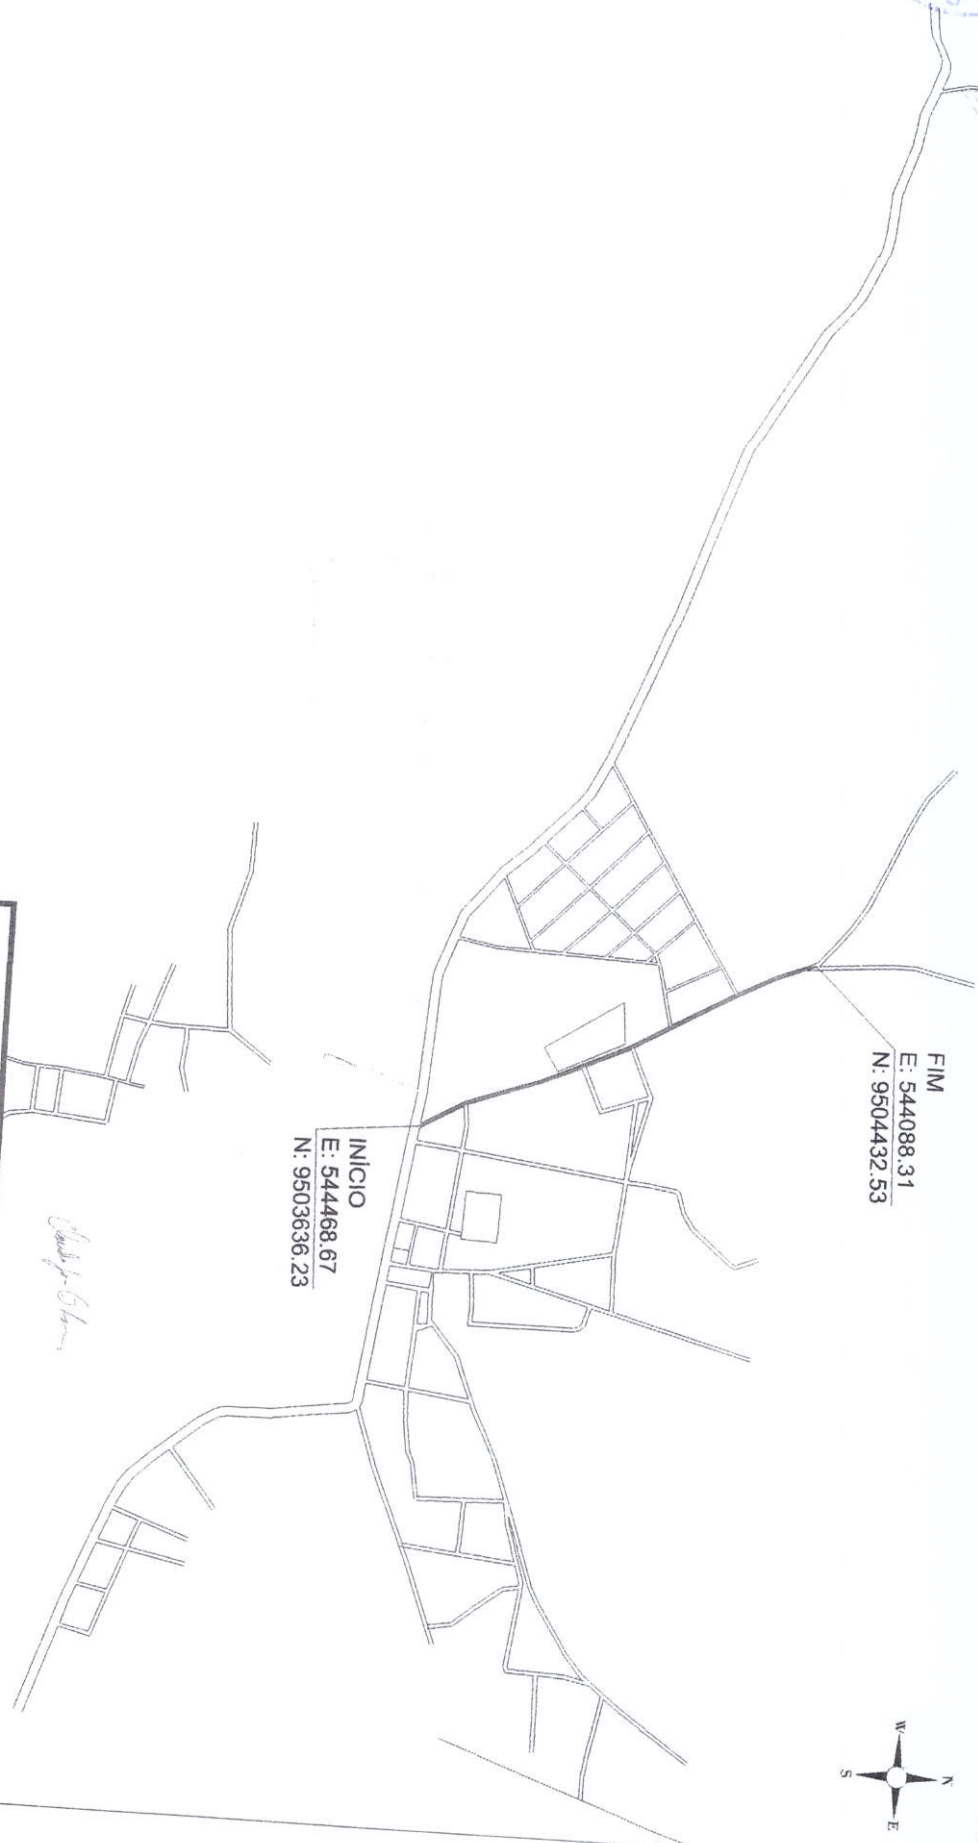 FIM
E: 544088.31
N: 9504432.53
INÍCIO
E: 544468.67
N: 9503636.23
N
W
E
S